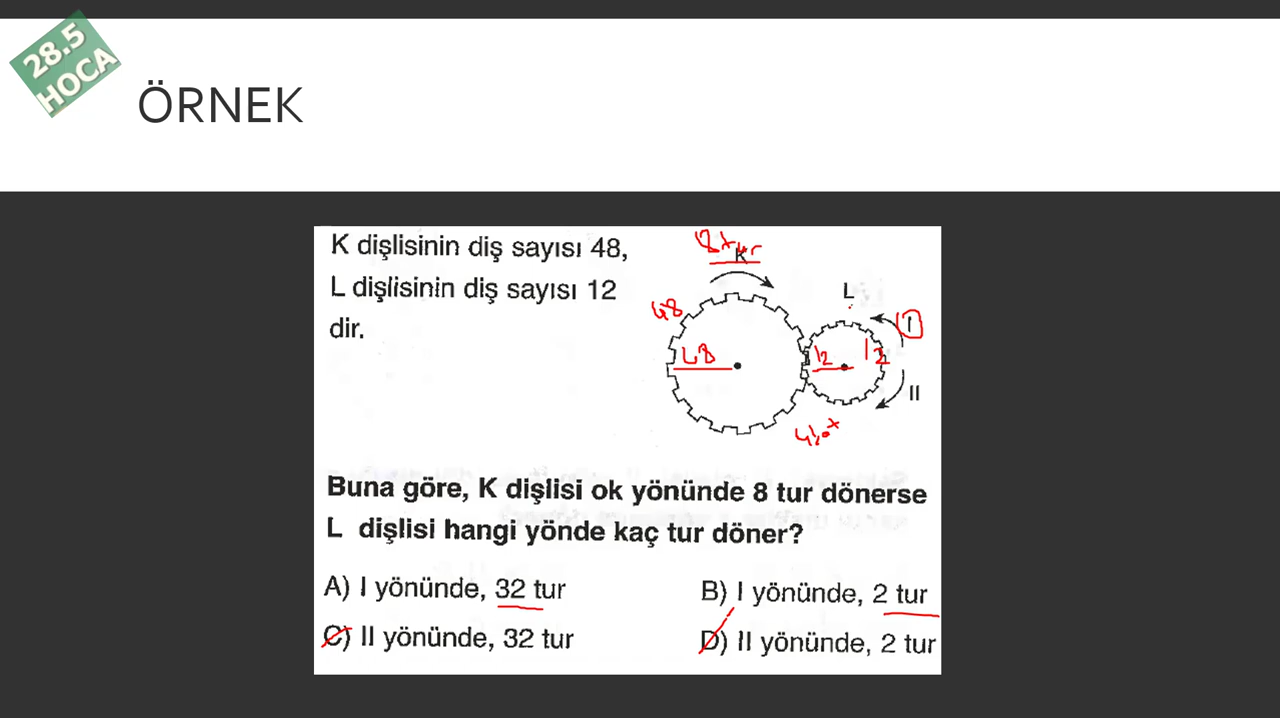 28.5
HOCA
ÖRNEK
K dişlisinin diş sayısı 48,
L dişlisinin diş sayısı 12
dir.
8 tur
K
L
48
48
12
12
I
II
Buna göre, K dişlisi ok yönünde 8 tur dönerse
L dişlisi hangi yönde kaç tur döner?
A) I yönünde, 32 tur
B) I yönünde, 2 tur
C) II yönünde, 32 tur
D) II yönünde, 2 tur